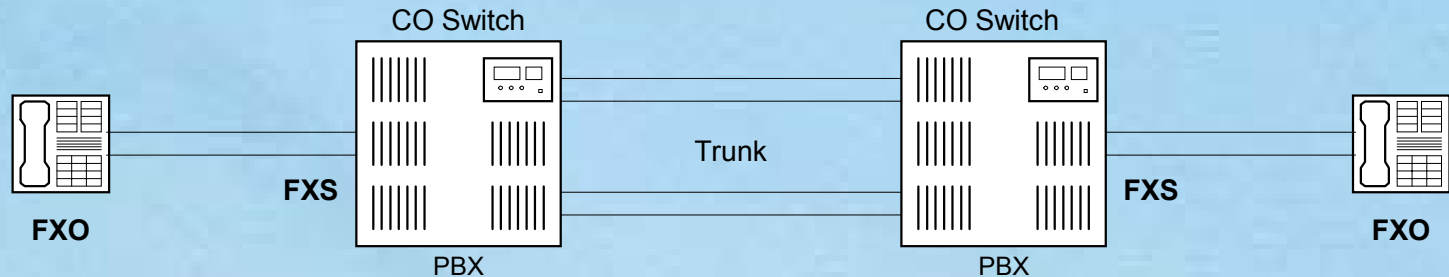 CO Switch
CO Switch
Trunk
FXS
FXS
FXO
FXO
PBX
PBX